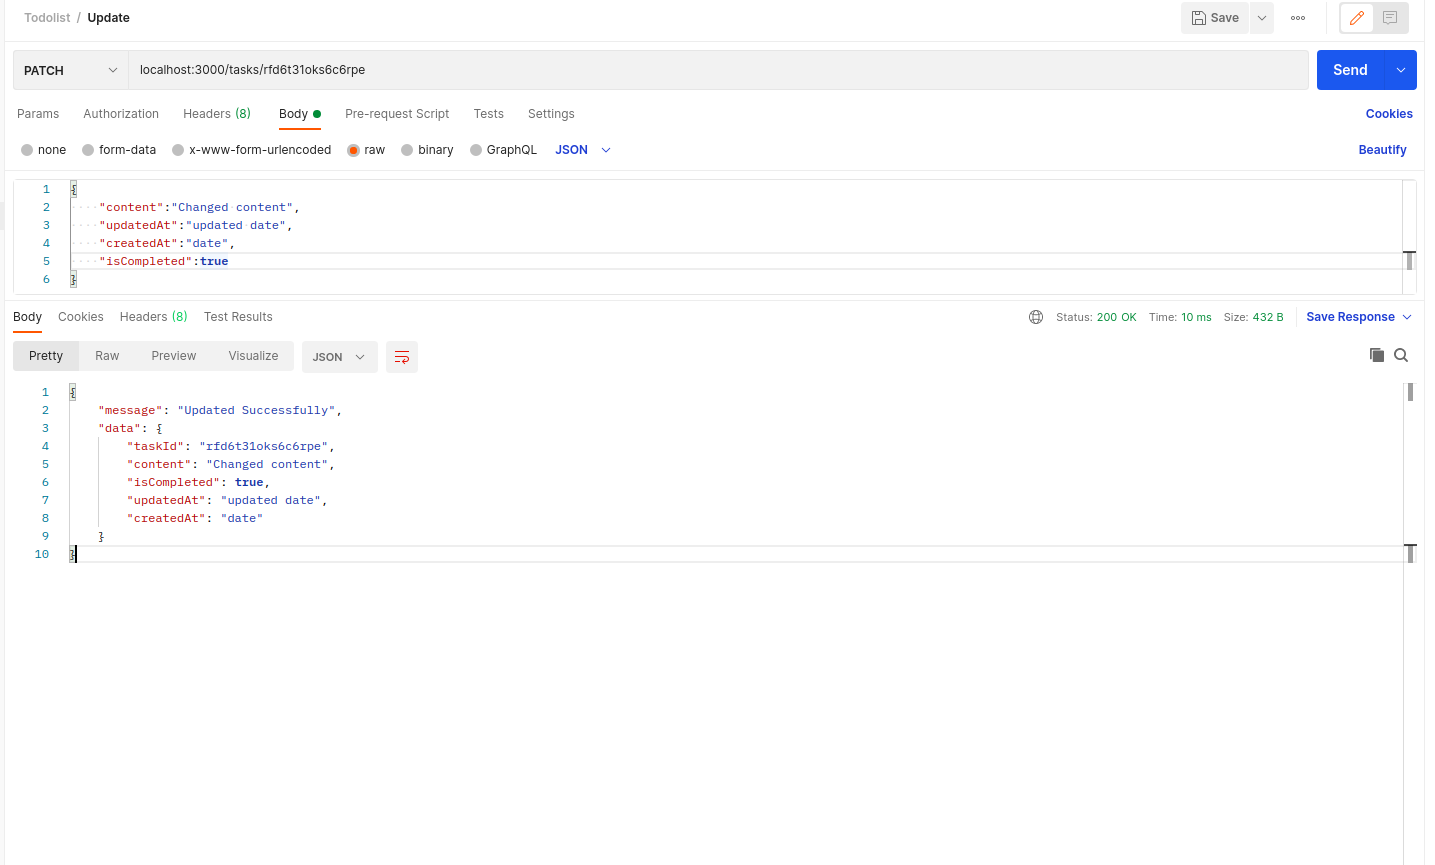 Todolist / Update
Save
PATCH
localhost:3000/tasks/rfd6t31oks6c6rpe
Send
Params Authorization Headers (8) Body Pre-request Script Tests Settings Cookies
none form-data x-www-form-urlencoded raw binary GraphQL JSON Beautify
1 {
2 "content":"Changed content",
3 "updatedAt":"updated date",
4 "createdAt":"date",
5 "isCompleted":true
6 }
Body Cookies Headers (8) Test Results Status: 200 OK Time: 10 ms Size: 432 B Save Response
Pretty Raw Preview Visualize JSON
1 {
2 "message": "Updated Successfully",
3 "data": {
4 "taskId": "rfd6t31oks6c6rpe",
5 "content": "Changed content",
6 "isCompleted": true,
7 "updatedAt": "updated date",
8 "createdAt": "date"
9 }
10 }